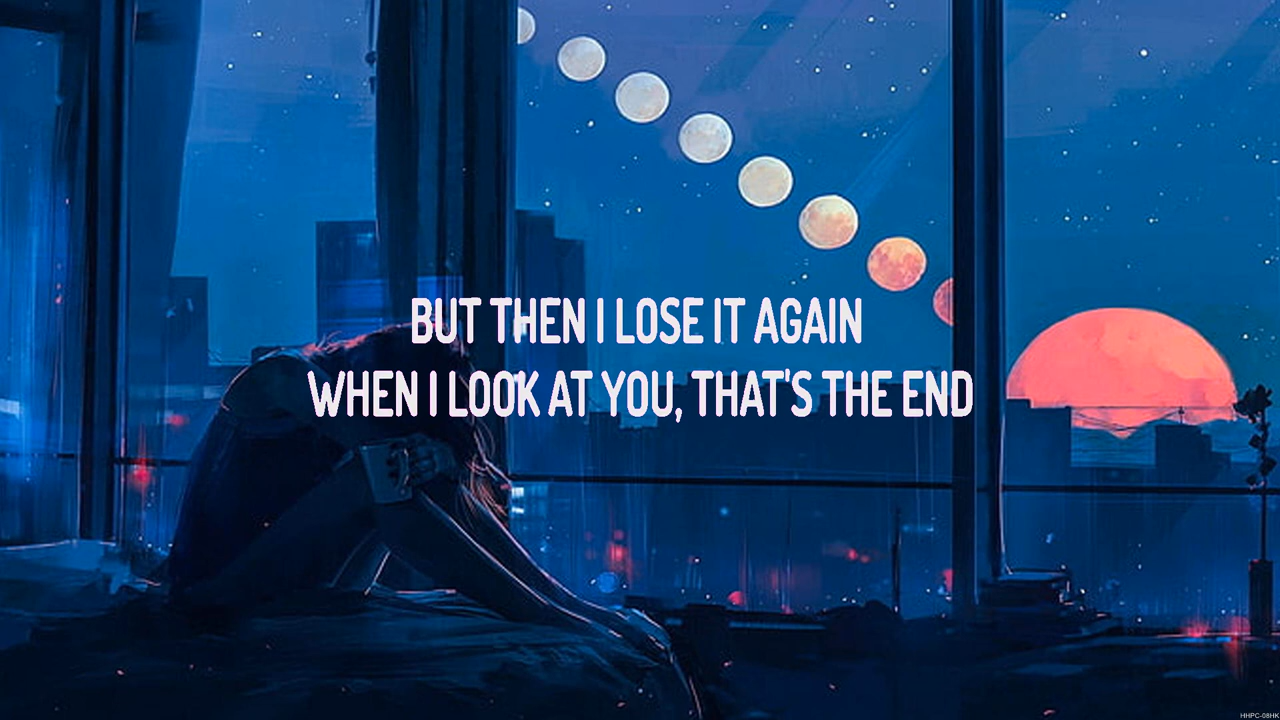 BUT THEN I LOSE IT AGAIN
WHEN I LOOK AT YOU, THAT'S THE END
HHPC-08HK